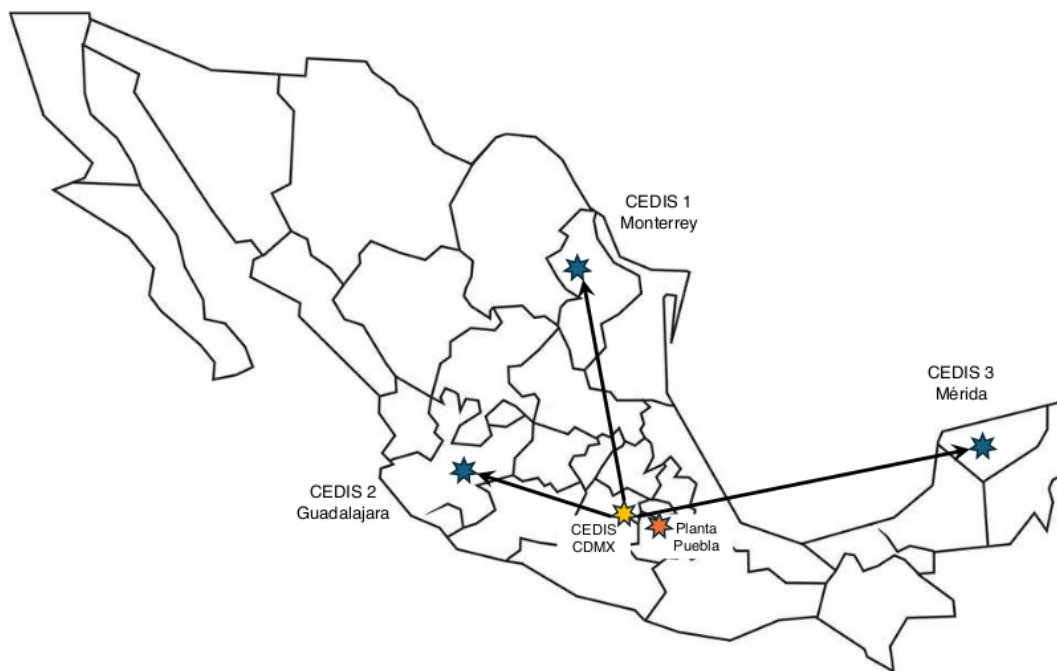 CEDIS 1
Monterrey
CEDIS 3
Mérida
CEDIS 2
Guadalajara
CEDIS
CDMX
Planta
Puebla